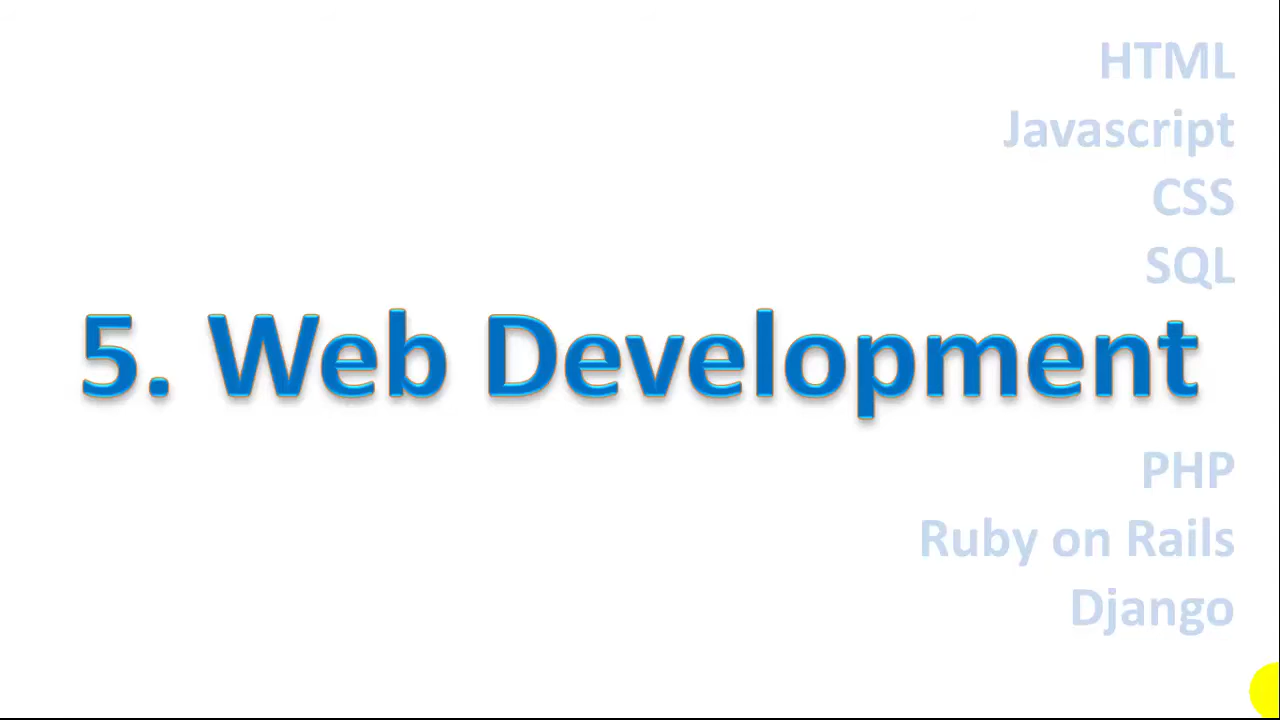 HTML
Javascript
CSS
SQL
5. Web Development
PHP
Ruby on Rails
Django